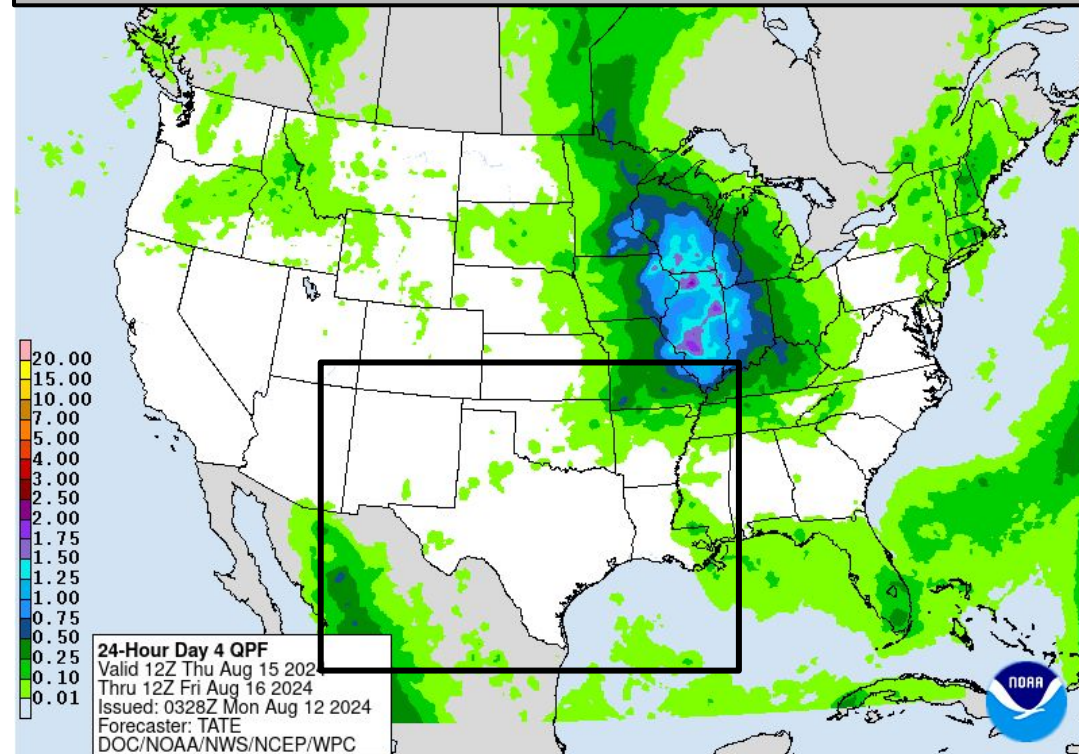 20.00
15.00
10.00
7.00
5.00
4.00
3.00
2.50
2.00
1.75
1.50
1.25
1.00
0.75
0.50
0.25
0.10
0.01
24-Hour Day 4 QPF
Valid 12Z Thu Aug 15 2024
Thru 12Z Fri Aug 16 2024
Issued: 0328Z Mon Aug 12 2024
Forecaster: TATE
DOC/NOAA/NWS/NCEP/WPC
NOAA